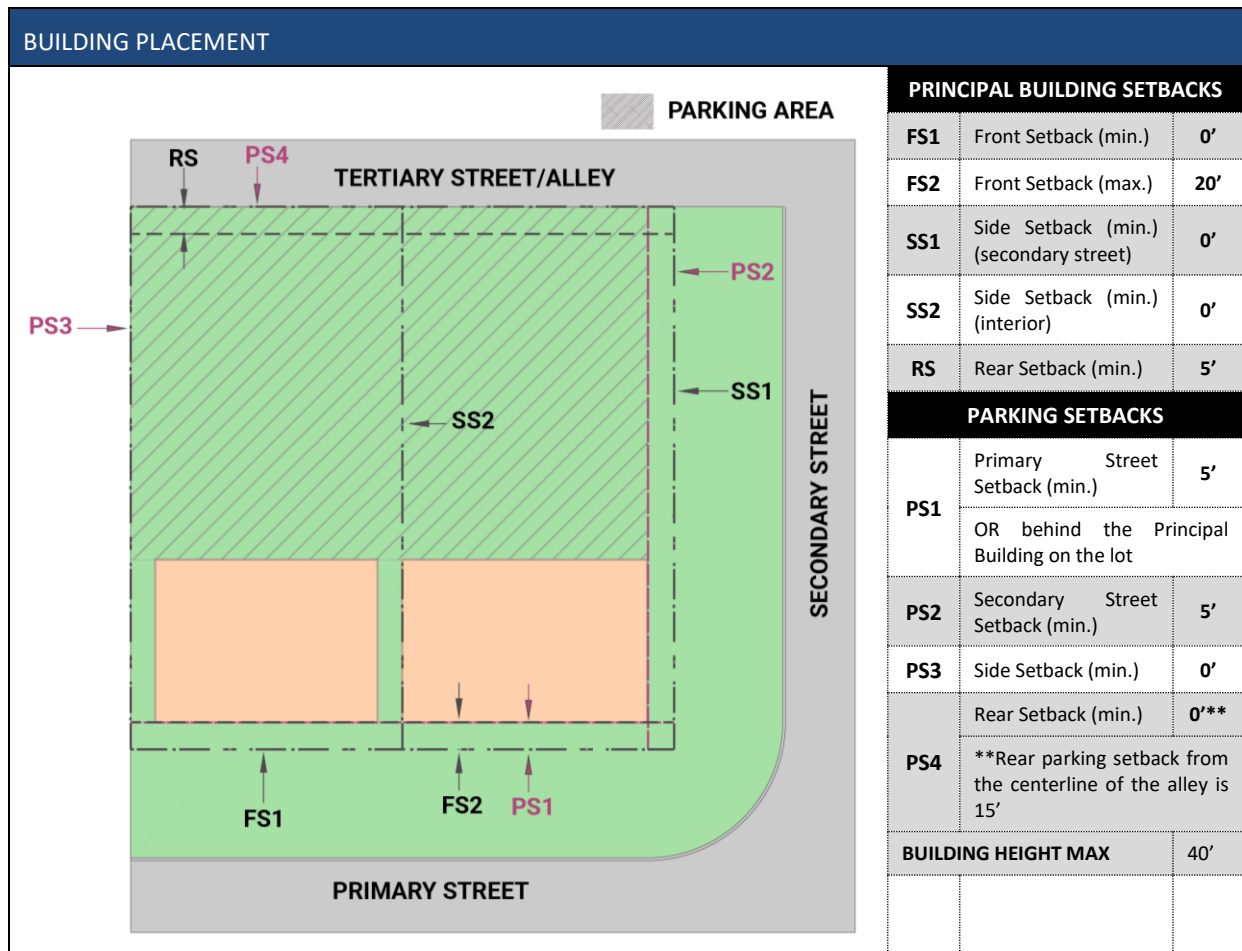 BUILDING PLACEMENT
PARKING AREA
RS
PS4
TERTIARY STREET/ALLEY
PS2
PS3
SS1
SS2
SECONDARY STREET
FS1
FS2
PS1
PRIMARY STREET
PRINCIPAL BUILDING SETBACKS
FS1 Front Setback (min.) 0’
FS2 Front Setback (max.) 20’
SS1 Side Setback (min.)
(secondary street) 0’
SS2 Side Setback (min.)
(interior) 0’
RS Rear Setback (min.) 5’
PARKING SETBACKS
PS1 Primary Street
Setback (min.) 5’
OR behind the Principal
Building on the lot
PS2 Secondary Street
Setback (min.) 5’
PS3 Side Setback (min.) 0’
PS4 Rear Setback (min.) 0’**
**Rear parking setback from
the centerline of the alley is
15’
BUILDING HEIGHT MAX 40’